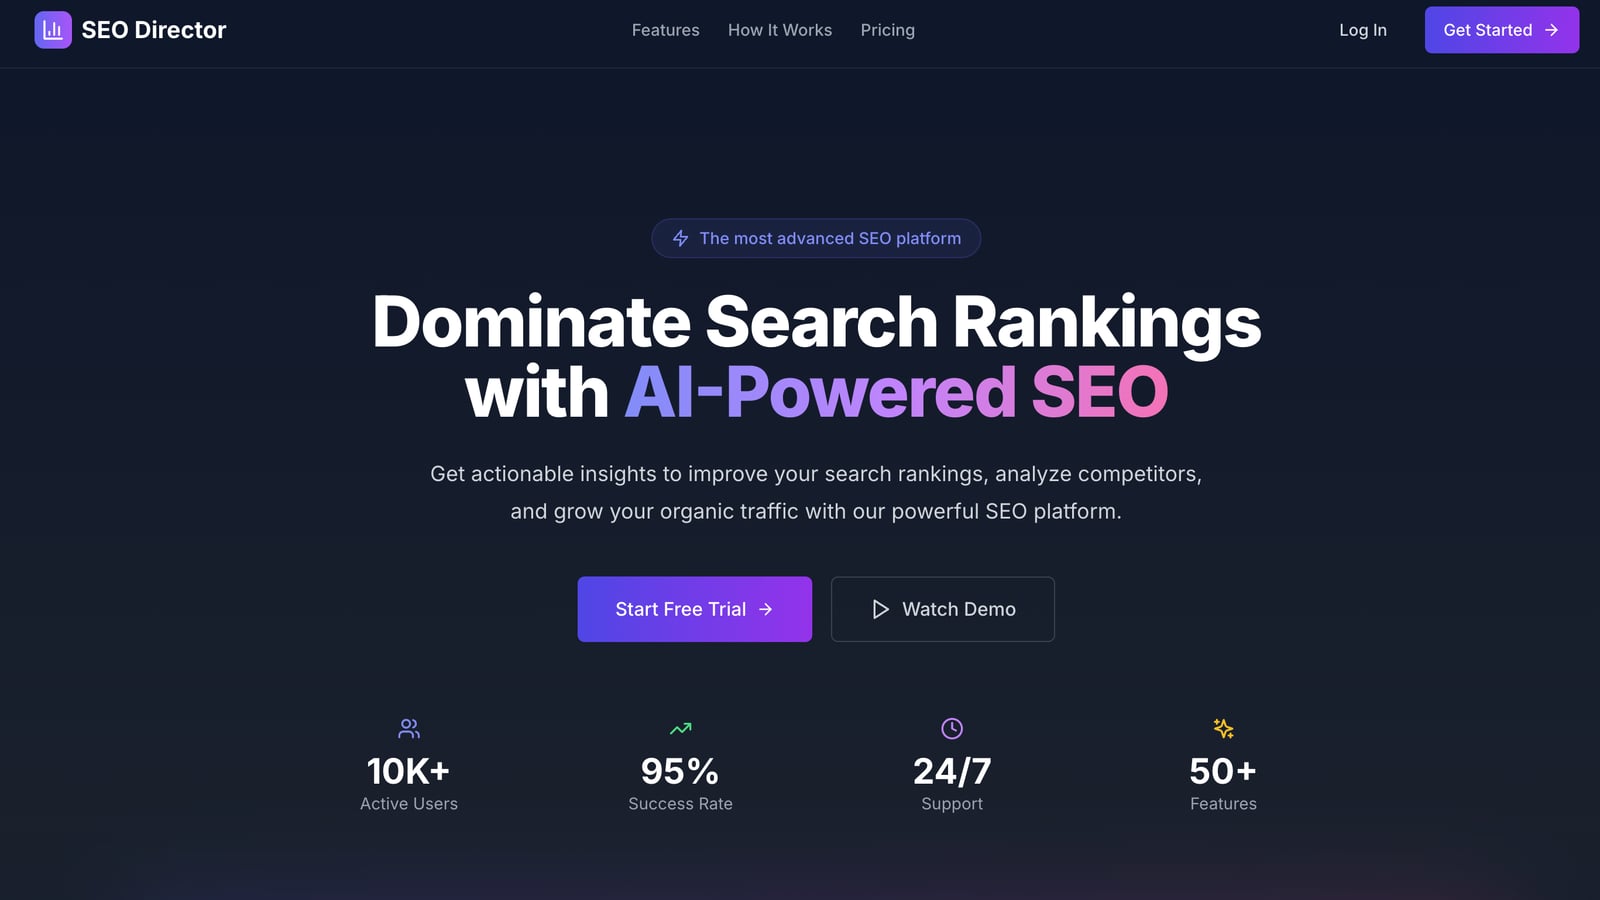 SEO Director
Features
How It Works
Pricing
Log In
Get Started
The most advanced SEO platform
Dominate Search Rankings
with AI-Powered SEO
Get actionable insights to improve your search rankings, analyze competitors,
and grow your organic traffic with our powerful SEO platform.
Start Free Trial
Watch Demo
10K+
Active Users
95%
Success Rate
24/7
Support
50+
Features